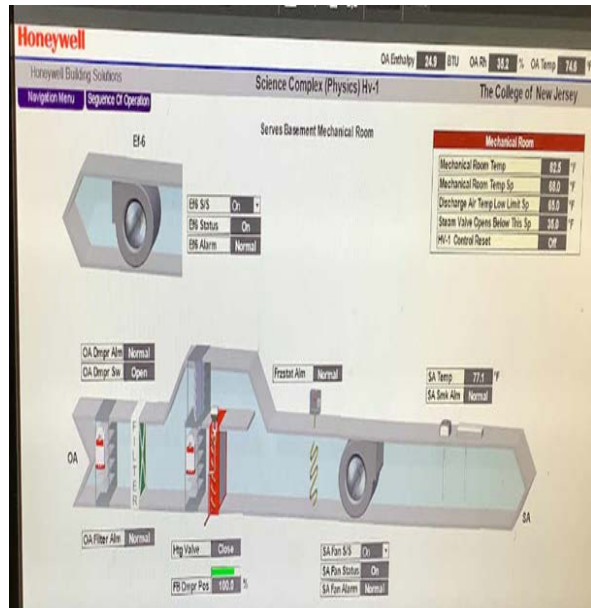 Honeywell
OA Enthalpy 24.9 BTU OA Rh 38.2 % OA Temp 74.6 °F
Honeywell Building Solutions
Science Complex (Physics) Hv-1
The College of New Jersey
Navigation Menu Sequence Of Operation
Serves Basement Mechanical Room
Ef-6
Mechanical Room
Mechanical Room Temp 82.5 °F
Mechanical Room Temp Sp 68.0 °F
Discharge Air Temp Low Limit Sp 65.0 °F
Steam Valve Opens Below This Sp 35.0 °F
HV-1 Control Reset Off
Ef6 S/S On
Ef6 Status On
Ef6 Alarm Normal
OA Dmpr Alm Normal
OA Dmpr Sw Open
Frzstat Alm Normal
SA Temp 77.1 °F
SA Smk Alm Normal
OA
FILTER
SA
OA Filter Alm Normal
Htg Valve Close
FB Dmpr Pos 100.0 %
SA Fan S/S On
SA Fan Status On
SA Fan Alarm Normal